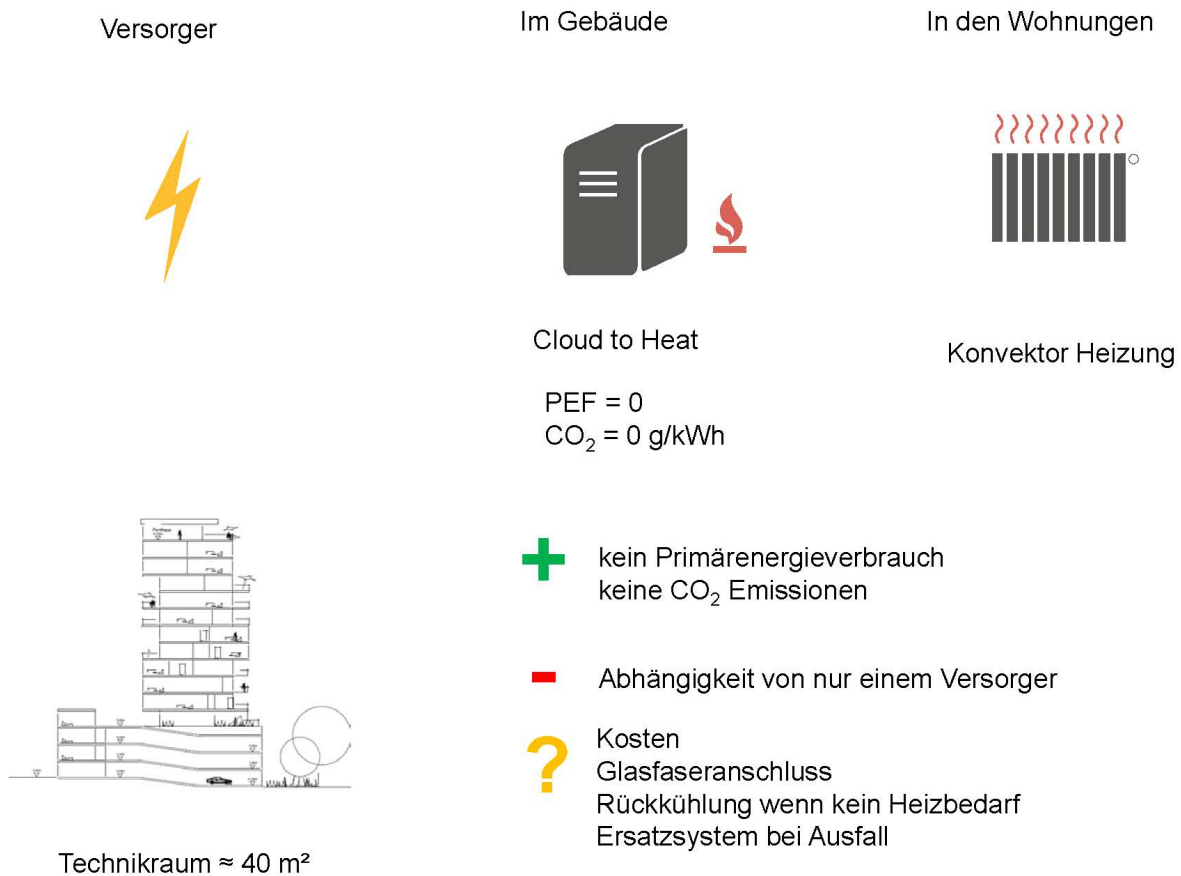 Versorger
Im Gebäude
In den Wohnungen
Cloud to Heat
Konvektor Heizung
PEF = 0
CO₂ = 0 g/kWh
kein Primärenergieverbrauch
keine CO₂ Emissionen
Abhängigkeit von nur einem Versorger
?
Kosten
Glasfaseranschluss
Rückkühlung wenn kein Heizbedarf
Ersatzsystem bei Ausfall
Technikraum ≈ 40 m²